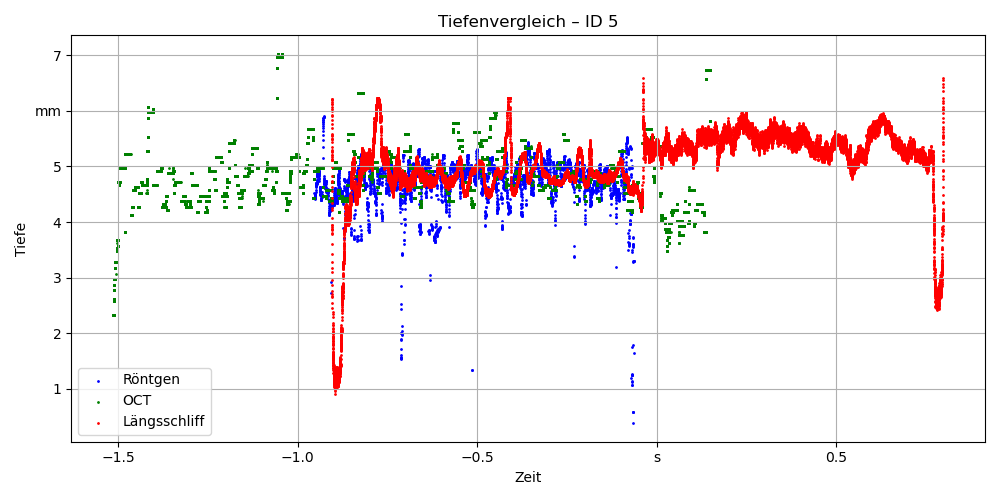 Tiefenvergleich – ID 5
7
mm
6
5
4
3
2
1
Tiefe
Röntgen
OCT
Längsschliff
−1.5 −1.0 −0.5 s 0.5
Zeit